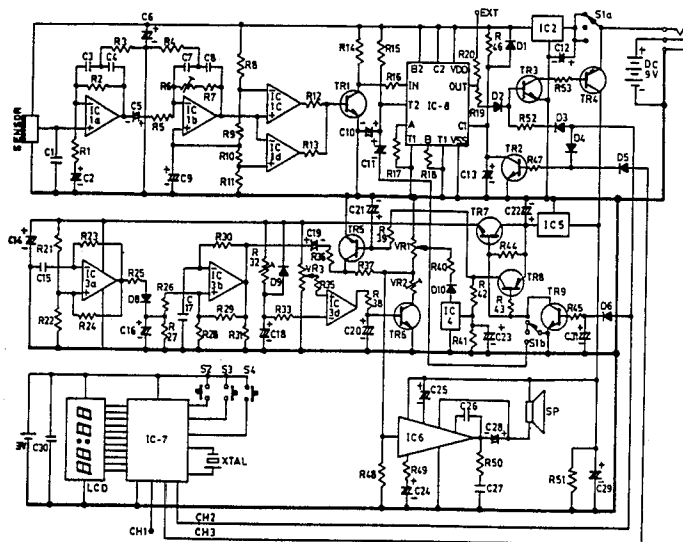 EXT
S1a
C6
IC2
R3
R4
R14
R15
R20
R46
D1
C12
C3
C4
C7
C8
R8
B2
C2
VDD
TR3
DC 9V
R2
R6
R7
TR1
R16
IN
OUT
R19
D2
R53
TR4
IC 1a
C5
IC 1b
IC 1c
R12
T2
IC-8
C1
R52
D3
SENSOR
R5
R9
C10
A
D4
C1
R1
R10
IC 1d
R13
C11
T1
B
T1
VSS
TR2
R47
D5
C2
C9
R11
R17
R18
C13
C21
C22
C14
R23
R30
C19
TR5
R39
TR7
IC5
R21
R32
R36
VR1
R44
C15
IC 3a
R25
IC 3b
D9
VR3
R37
R40
TR8
D8
R26
R35
VR2
D10
R42
TR9
R22
R24
C17
R29
R33
IC 3d
R38
IC 4
R43
R45
D6
C16
R27
R28
R31
C18
C20
TR6
R41
C23
S1b
C31
S2
S3
S4
C25
C26
SP
3V
C30
88:88
IC-7
IC6
C28
XTAL
R48
R49
R50
R51
LCD
C24
C27
C29
CH2
CH1
CH3